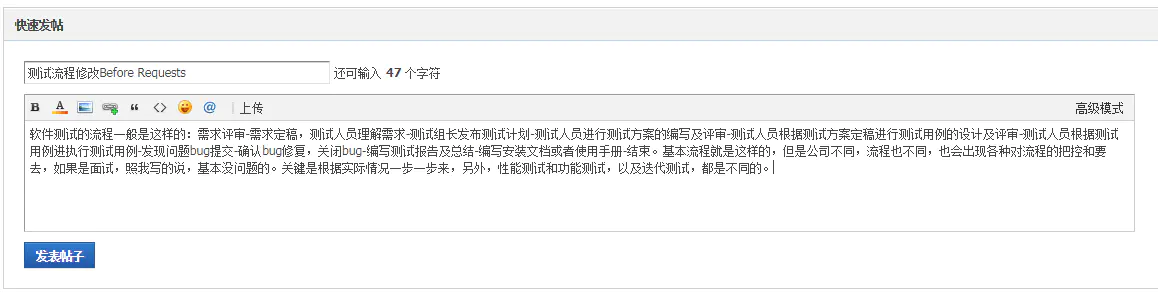 快速发帖
测试流程修改Before Requests 还可输入 47 个字符
B A “ <> @ 上传 高级模式
软件测试的流程一般是这样的：需求评审-需求定稿，测试人员理解需求-测试组长发布测试计划-测试人员进行测试方案的编写及评审-测试人员根据测试方案定稿进行测试用例的设计及评审-测试人员根据测试
用例进执行测试用例-发现问题bug提交-确认bug修复，关闭bug-编写测试报告及总结-编写安装文档或者使用手册-结束。基本流程就是这样的，但是公司不同，流程也不同，也会出现各种对流程的把控和要
去，如果是面试，照我写的说，基本没问题的。关键是根据实际情况一步一步来，另外，性能测试和功能测试，以及迭代测试，都是不同的。
发表帖子